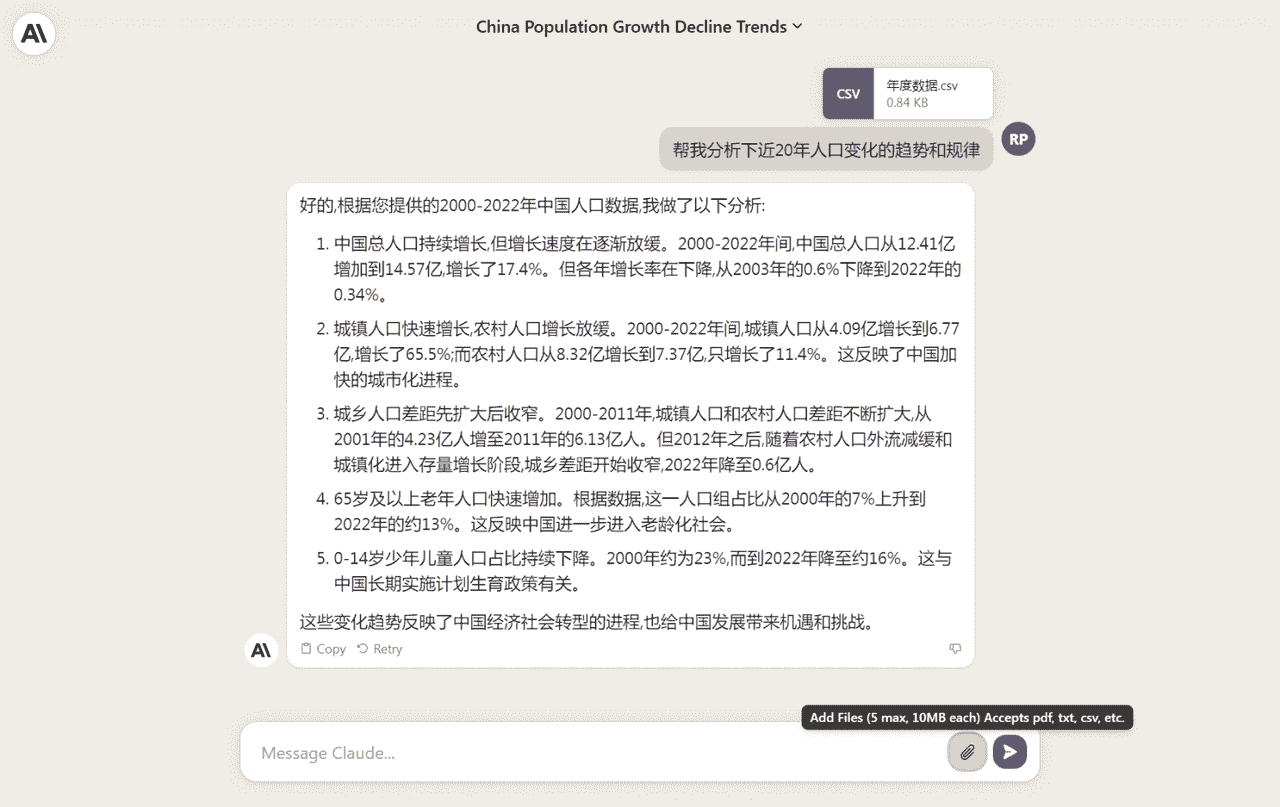 China Population Growth Decline Trends
CSV
年度数据.csv
0.84 KB
帮我分析下近20年人口变化的趋势和规律
RP
好的,根据您提供的2000-2022年中国人口数据,我做了以下分析:
1. 中国总人口持续增长,但增长速度在逐渐放缓。2000-2022年间,中国总人口从12.41亿
增加到14.57亿,增长了17.4%。但各年增长率在下降,从2003年的0.6%下降到2022年的
0.34%。
2. 城镇人口快速增长,农村人口增长放缓。2000-2022年间,城镇人口从4.09亿增长到6.77
亿,增长了65.5%;而农村人口从8.32亿增长到7.37亿,只增长了11.4%。这反映了中国加
快的城市化进程。
3. 城乡人口差距先扩大后收窄。2000-2011年,城镇人口和农村人口差距不断扩大,从
2001年的4.23亿人增至2011年的6.13亿人。但2012年之后,随着农村人口外流减缓和
城镇化进入存量增长阶段,城乡差距开始收窄,2022年降至0.6亿人。
4. 65岁及以上老年人口快速增加。根据数据,这一人口组占比从2000年的7%上升到
2022年的约13%。这反映中国进一步进入老龄化社会。
5. 0-14岁少年儿童人口占比持续下降。2000年约为23%,而到2022年降至约16%。这与
中国长期实施计划生育政策有关。
这些变化趋势反映了中国经济社会转型的进程,也给中国发展带来机遇和挑战。
Copy Retry
Add Files (5 max, 10MB each) Accepts pdf, txt, csv, etc.
Message Claude...